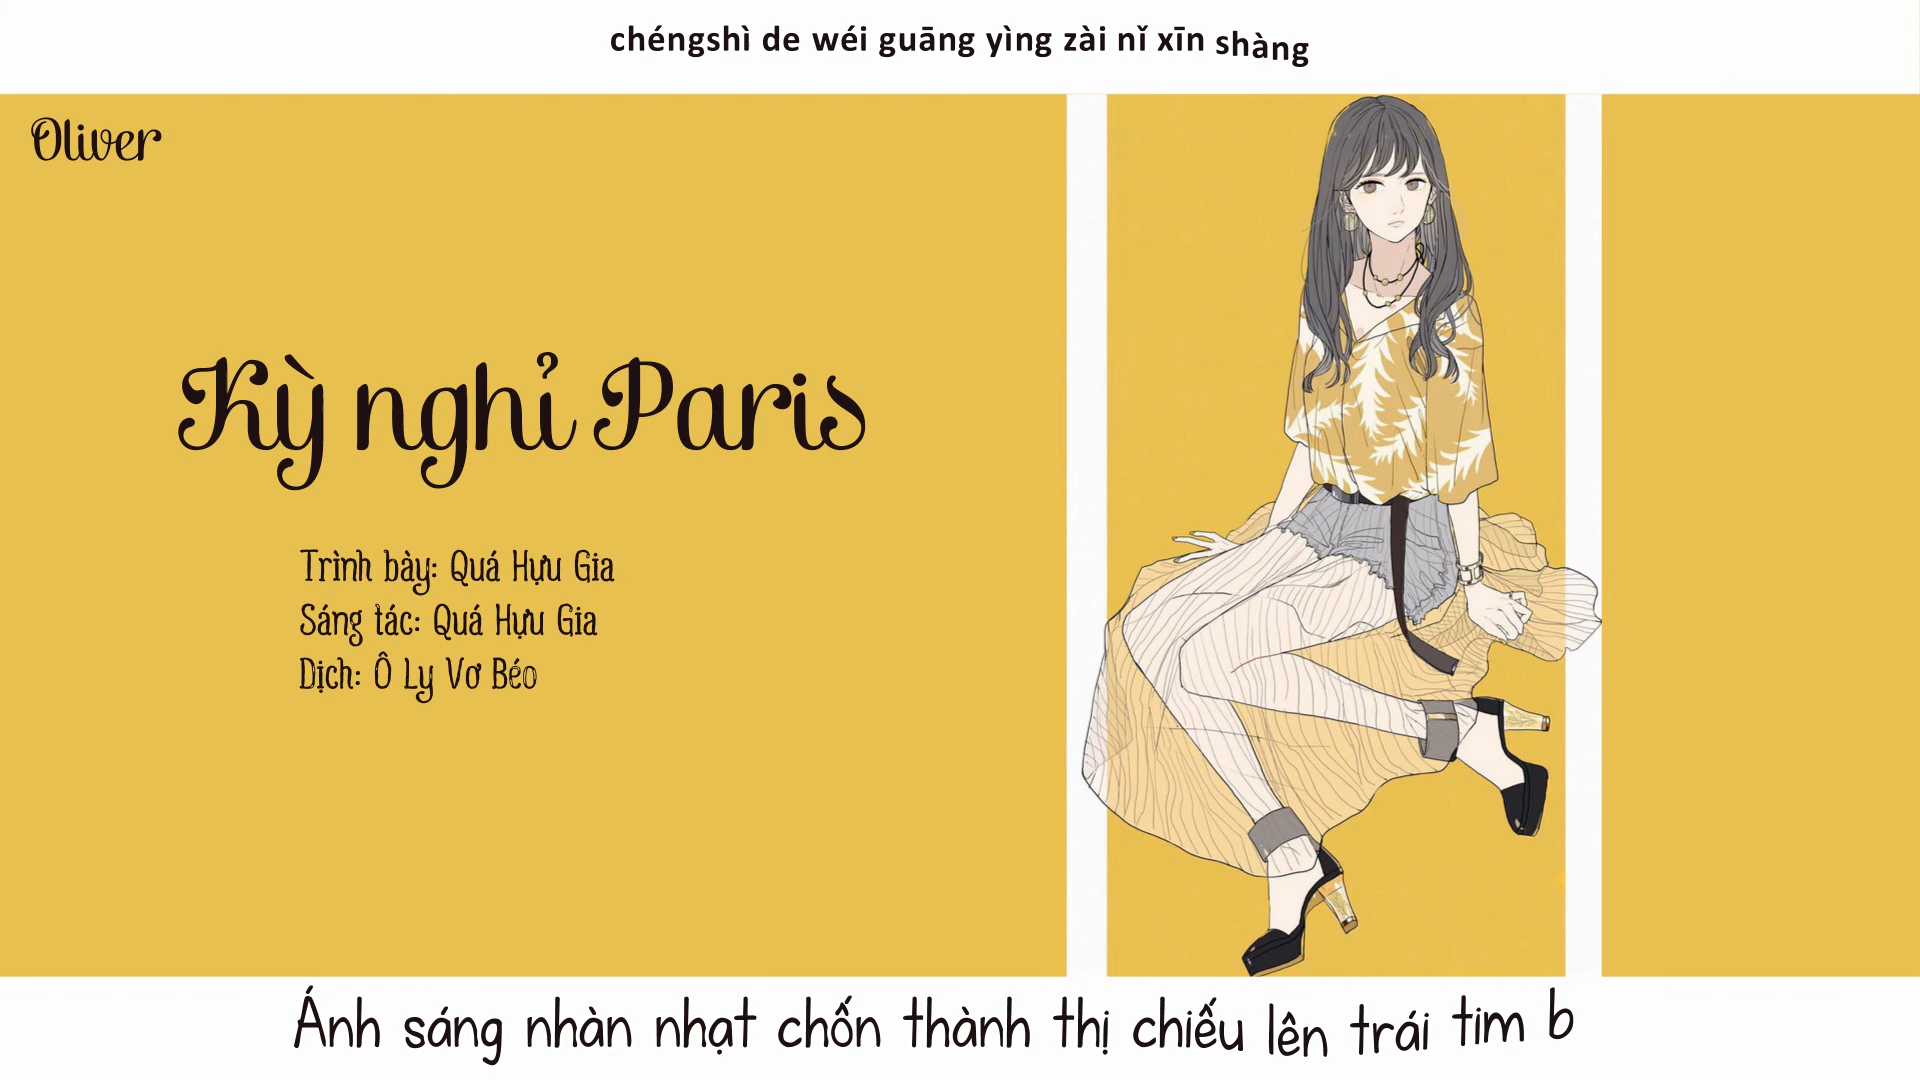 chéngshì de wéi guāng yìng zài nǐ xīn shàng
Oliver
Kỳ nghỉ Paris
Trình bày: Quá Hựu Gia
Sáng tác: Quá Hựu Gia
Dịch: Ô Ly Vơ Béo
Ánh sáng nhàn nhạt chốn thành thị chiếu lên trái tim b